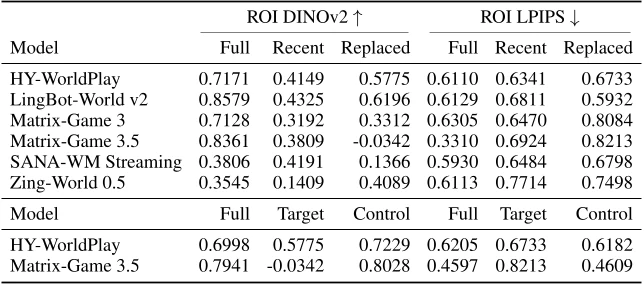 ROI DINOv2 ↑ ROI LPIPS ↓
Model Full Recent Replaced Full Recent Replaced
HY-WorldPlay 0.7171 0.4149 0.5775 0.6110 0.6341 0.6733
LingBot-World v2 0.8579 0.4325 0.6196 0.6129 0.6811 0.5932
Matrix-Game 3 0.7128 0.3192 0.3312 0.6305 0.6470 0.8084
Matrix-Game 3.5 0.8361 0.3809 -0.0342 0.3310 0.6924 0.8213
SANA-WM Streaming 0.3806 0.4191 0.1366 0.5930 0.6484 0.6798
Zing-World 0.5 0.3545 0.1409 0.4089 0.6113 0.7714 0.7498
Model Full Target Control Full Target Control
HY-WorldPlay 0.6998 0.5775 0.7229 0.6205 0.6733 0.6182
Matrix-Game 3.5 0.7941 -0.0342 0.8028 0.4597 0.8213 0.4609